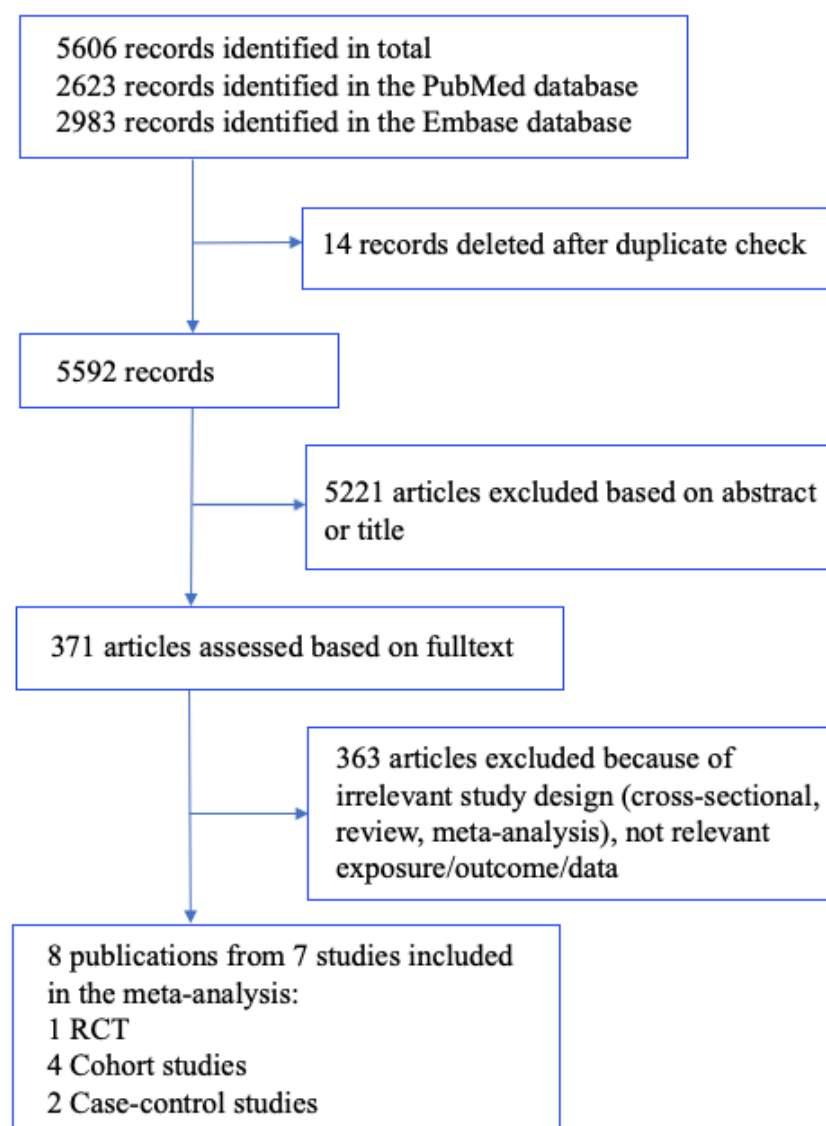 5606 records identified in total
2623 records identified in the PubMed database
2983 records identified in the Embase database
14 records deleted after duplicate check
5592 records
5221 articles excluded based on abstract
or title
371 articles assessed based on fulltext
363 articles excluded because of
irrelevant study design (cross-sectional,
review, meta-analysis), not relevant
exposure/outcome/data
8 publications from 7 studies included
in the meta-analysis:
1 RCT
4 Cohort studies
2 Case-control studies